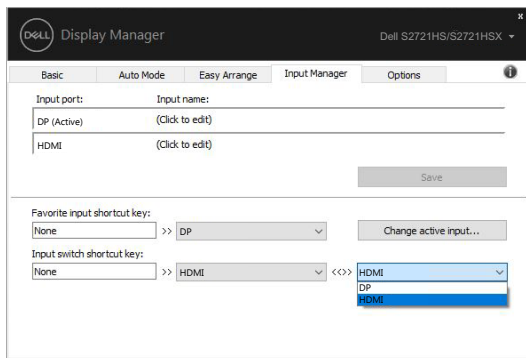 DELL Display Manager
Dell S2721HS/S2721HSX
x
Basic Auto Mode Easy Arrange Input Manager Options
Input port: Input name:
DP (Active) (Click to edit)
HDMI (Click to edit)
Save
Favorite input shortcut key:
None >> DP Change active input...
Input switch shortcut key:
None >> HDMI <<>> HDMI
DP
HDMI